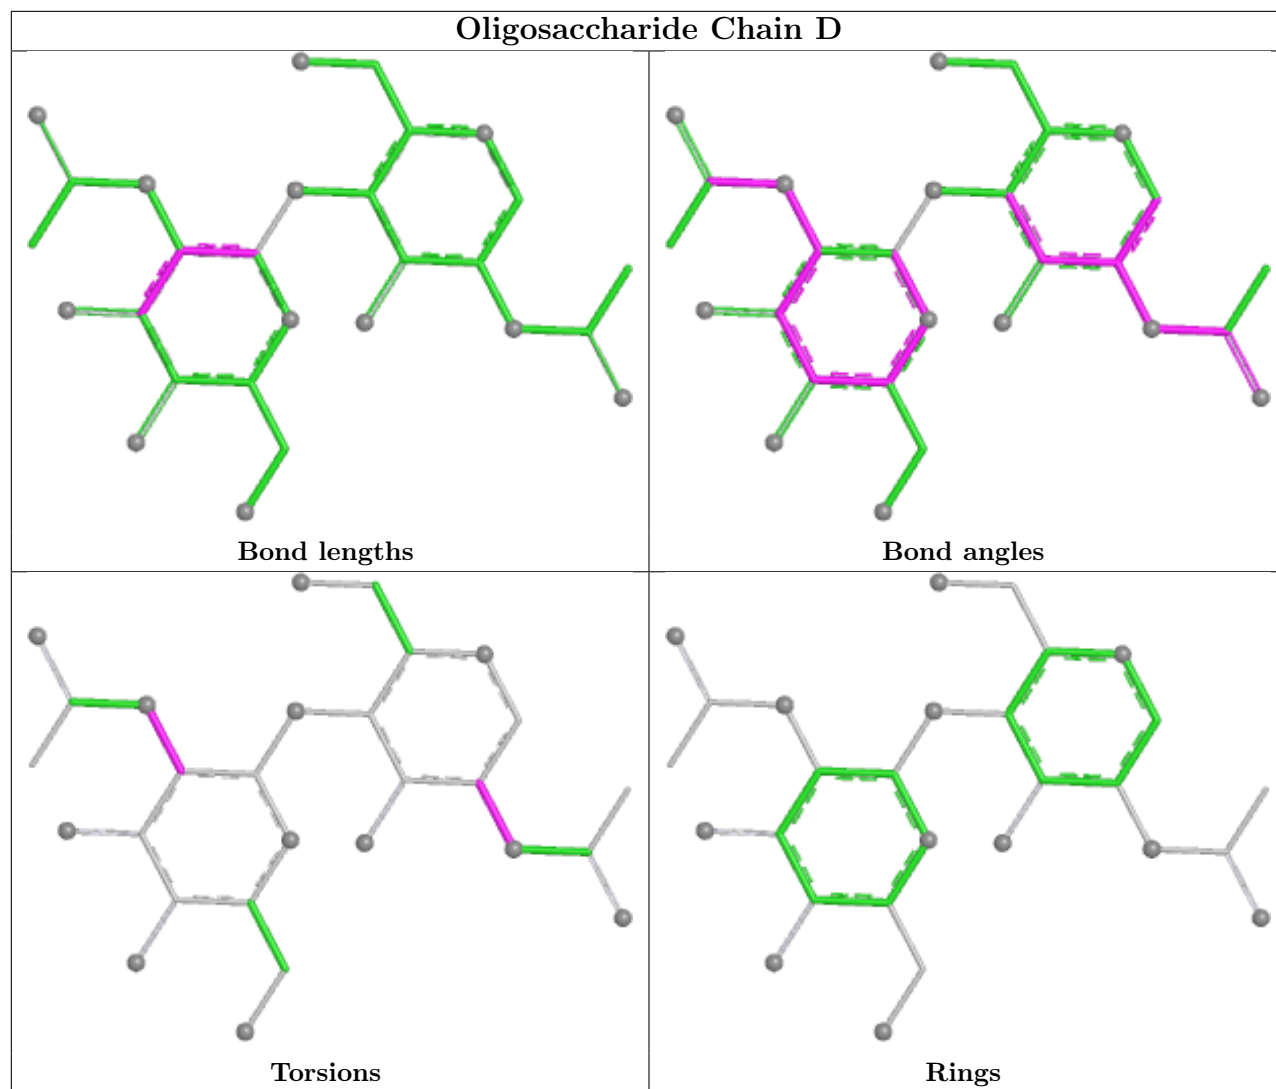 Oligosaccharide Chain D
Bond lengths
Bond angles
Torsions
Rings